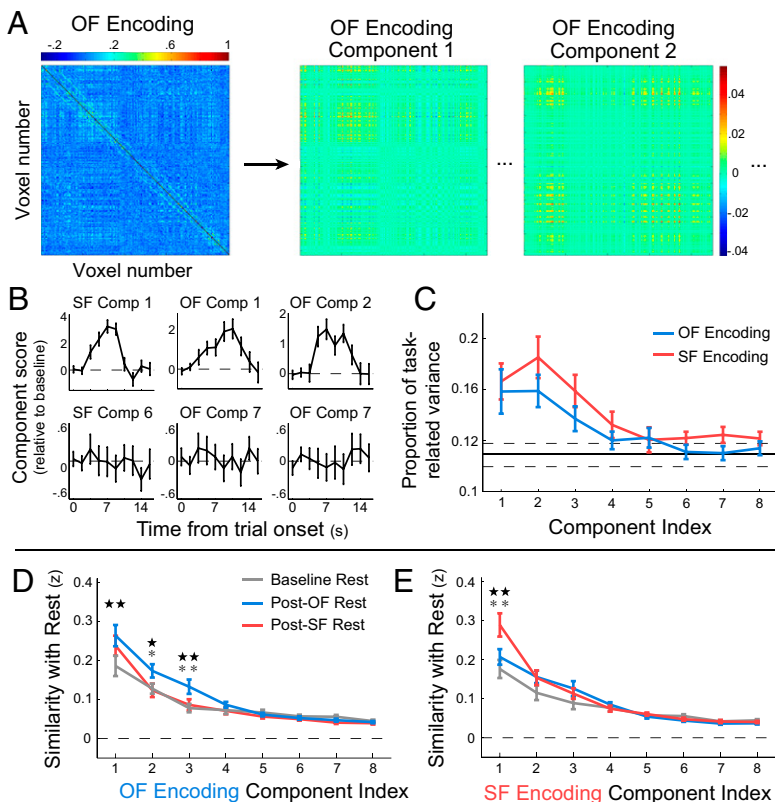 A
OF Encoding
-.2 .2 .6 1
Voxel number
Voxel number
OF Encoding
Component 1
...
OF Encoding
Component 2
.04
.02
0
.02
.04
...
B
SF Comp 1
OF Comp 1
OF Comp 2
4
2
0
2
0
2
0
Component score
(relative to baseline)
SF Comp 6
OF Comp 7
OF Comp 7
.6
0
-.6
.6
0
-.6
.6
0
-.6
0 7 14
0 7 14
0 7 14
Time from trial onset (s)
C
Proportion of task-
related variance
0.2
0.16
0.12
0.1
OF Encoding
SF Encoding
1 2 3 4 5 6 7 8
Component Index
D
Similarity with Rest (z)
0.4
0.3
0.2
0.1
0
★★
★
*
★★
**
Baseline Rest
Post-OF Rest
Post-SF Rest
1 2 3 4 5 6 7 8
OF Encoding Component Index
E
Similarity with Rest (z)
0.4
0.3
0.2
0.1
0
★★
**
1 2 3 4 5 6 7 8
SF Encoding Component Index